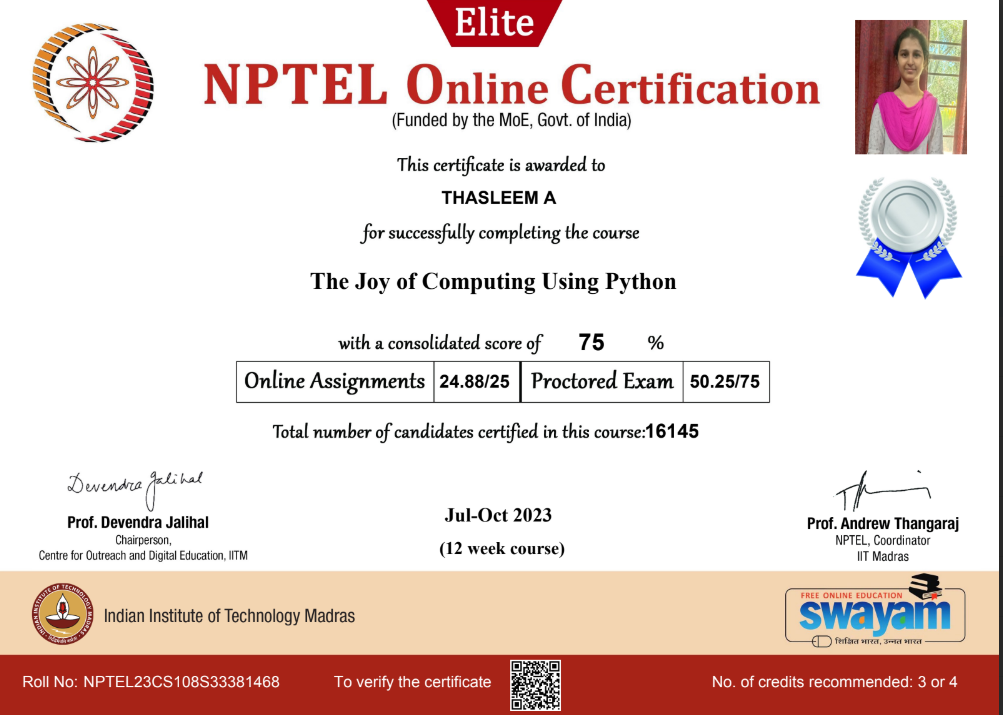 Elite
NPTEL Online Certification
(Funded by the MoE, Govt. of India)
This certificate is awarded to
THASLEEM A
for successfully completing the course
The Joy of Computing Using Python
with a consolidated score of 75 %
Online Assignments 24.88/25 Proctored Exam 50.25/75
Total number of candidates certified in this course:16145
Devendra Jalihal
Prof. Devendra Jalihal
Chairperson,
Centre for Outreach and Digital Education, IITM
Jul-Oct 2023
(12 week course)
Prof. Andrew Thangaraj
NPTEL, Coordinator
IIT Madras
INDIAN INSTITUTE OF TECHNOLOGY MADRAS
Indian Institute of Technology Madras
FREE ONLINE EDUCATION
swayam
शिक्षित भारत, उन्नत भारत
Roll No: NPTEL23CS108S33381468
To verify the certificate
No. of credits recommended: 3 or 4